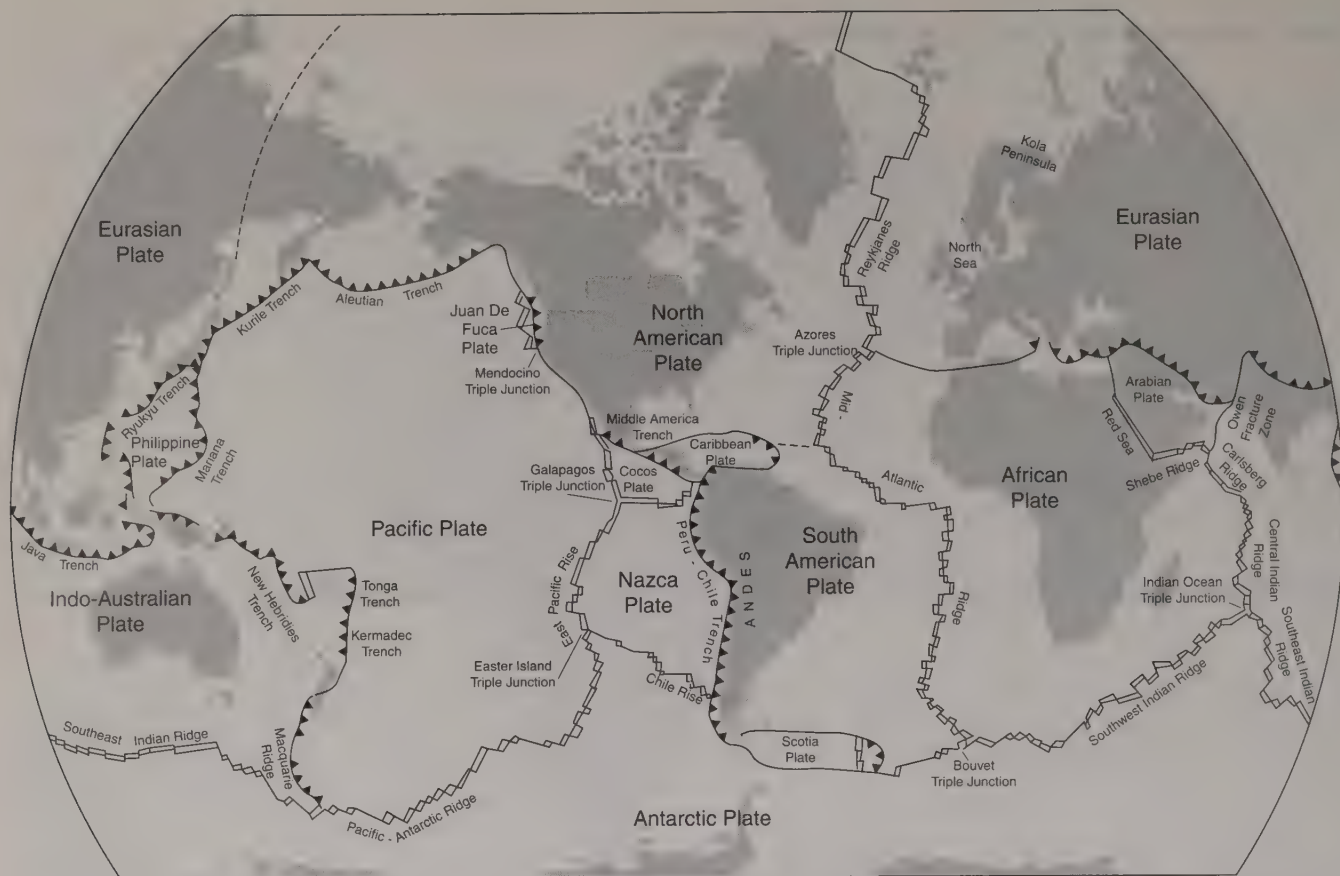 Kola
Peninsula
Eurasian
Plate
Eurasian
Plate
North
Sea
Reykjanes
Ridge
Kurile Trench
Aleutian Trench
Juan De
Fuca
Plate
North
American
Plate
Azores
Triple Junction
Mendocino
Triple Junction
Arabian
Plate
Ryukyu Trench
Philippine
Plate
Mariana
Trench
Middle America
Trench
Caribbean
Plate
Mid -
Atlantic
Ridge
Red Sea
Owen
Fracture
Zone
Galapagos
Triple Junction
Cocos
Plate
African
Plate
Shebe Ridge
Carlsberg
Ridge
Pacific Plate
South
American
Plate
Java
Trench
Peru - Chile Trench
ANDES
Central Indian
Ridge
Indo-Australian
Plate
New Hebridies
Trench
Tonga
Trench
Kermadec
Trench
East Pacific Rise
Nazca
Plate
Indian Ocean
Triple Junction
Southeast Indian
Ridge
Easter Island
Triple Junction
Chile Rise
Southwest Indian Ridge
Southeast Indian Ridge
Macquarie
Ridge
Scotia
Plate
Bouvet
Triple Junction
Pacific - Antarctic Ridge
Antarctic Plate